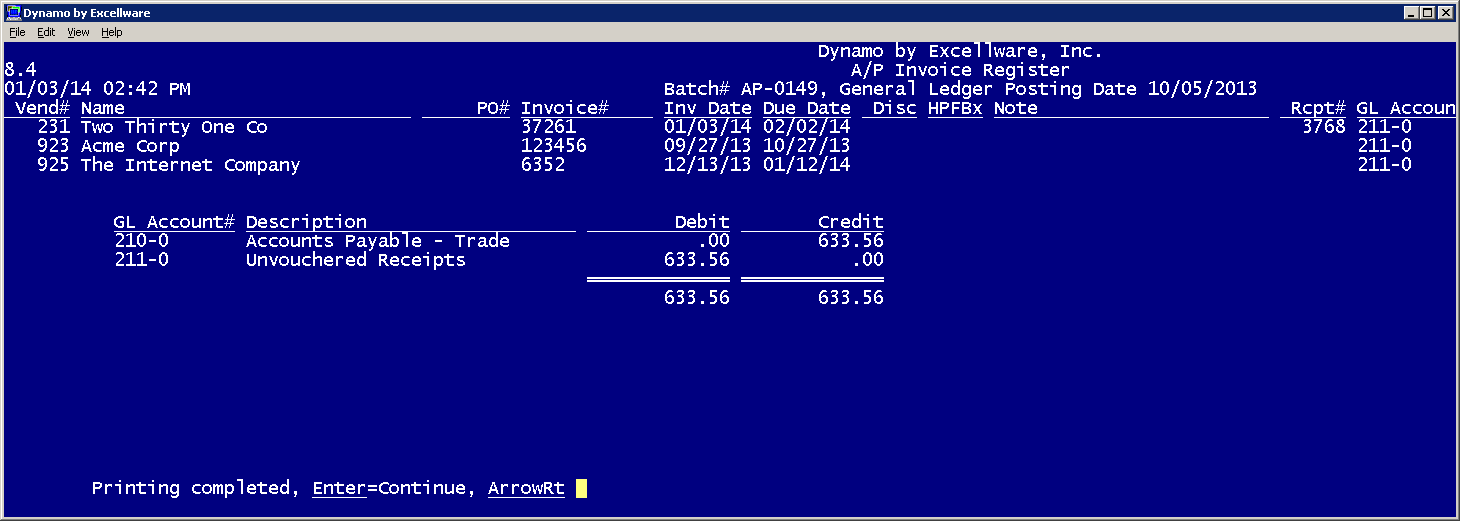 Dynamo by Excellware
File Edit View Help
Dynamo by Excellware, Inc.
8.4 A/P Invoice Register
01/03/14 02:42 PM Batch# AP-0149, General Ledger Posting Date 10/05/2013
Vend# Name PO# Invoice# Inv Date Due Date Disc HPFBx Note Rcpt# GL Accoun
231 Two Thirty One Co 37261 01/03/14 02/02/14 3768 211-0
923 Acme Corp 123456 09/27/13 10/27/13 211-0
925 The Internet Company 6352 12/13/13 01/12/14 211-0
GL Account# Description Debit Credit
210-0 Accounts Payable - Trade .00 633.56
211-0 Unvouchered Receipts 633.56 .00
633.56 633.56
Printing completed, Enter=Continue, ArrowRt